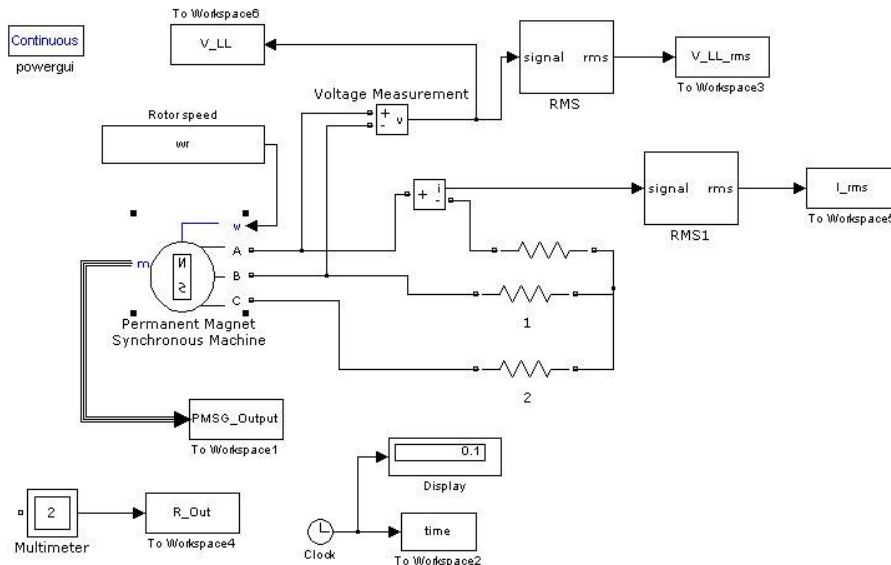 To Workspace6
Continuous
powergui
V_LL
signal rms
RMS
V_LL_rms
To Workspace3
Voltage Measurement
+
-
v
Rotor speed
wr
+ i
-
signal rms
RMS1
I_rms
To Workspace5
w
m
A
N
B
S
C
1
Permanent Magnet
Synchronous Machine
2
PMSG_Output
To Workspace1
0.1
Display
2
Multimeter
R_Out
To Workspace4
Clock
time
To Workspace2